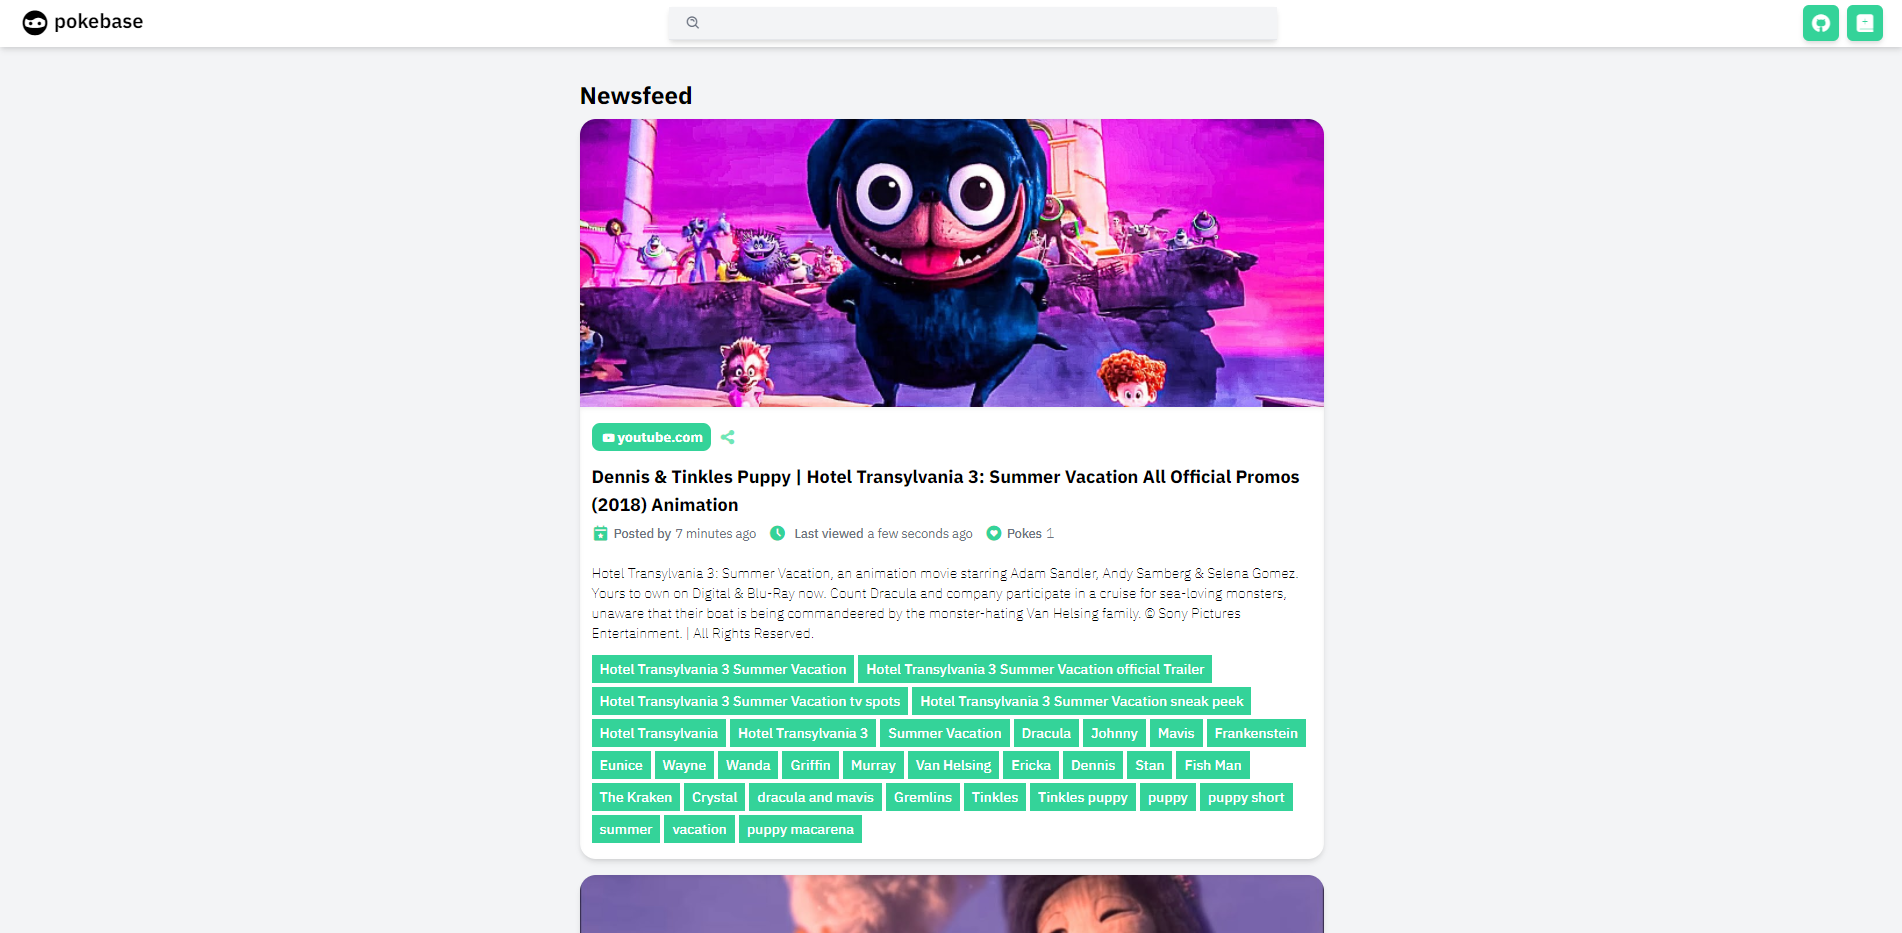 pokebase
Newsfeed
youtube.com
Dennis & Tinkles Puppy | Hotel Transylvania 3: Summer Vacation All Official Promos
(2018) Animation
Posted by 7 minutes ago Last viewed a few seconds ago Pokes 1
Hotel Transylvania 3: Summer Vacation, an animation movie starring Adam Sandler, Andy Samberg & Selena Gomez.
Yours to own on Digital & Blu-Ray now. Count Dracula and company participate in a cruise for sea-loving monsters,
unaware that their boat is being commandeered by the monster-hating Van Helsing family. © Sony Pictures
Entertainment. | All Rights Reserved.
Hotel Transylvania 3 Summer Vacation Hotel Transylvania 3 Summer Vacation official Trailer
Hotel Transylvania 3 Summer Vacation tv spots Hotel Transylvania 3 Summer Vacation sneak peek
Hotel Transylvania Hotel Transylvania 3 Summer Vacation Dracula Johnny Mavis Frankenstein
Eunice Wayne Wanda Griffin Murray Van Helsing Ericka Dennis Stan Fish Man
The Kraken Crystal dracula and mavis Gremlins Tinkles Tinkles puppy puppy puppy short
summer vacation puppy macarena